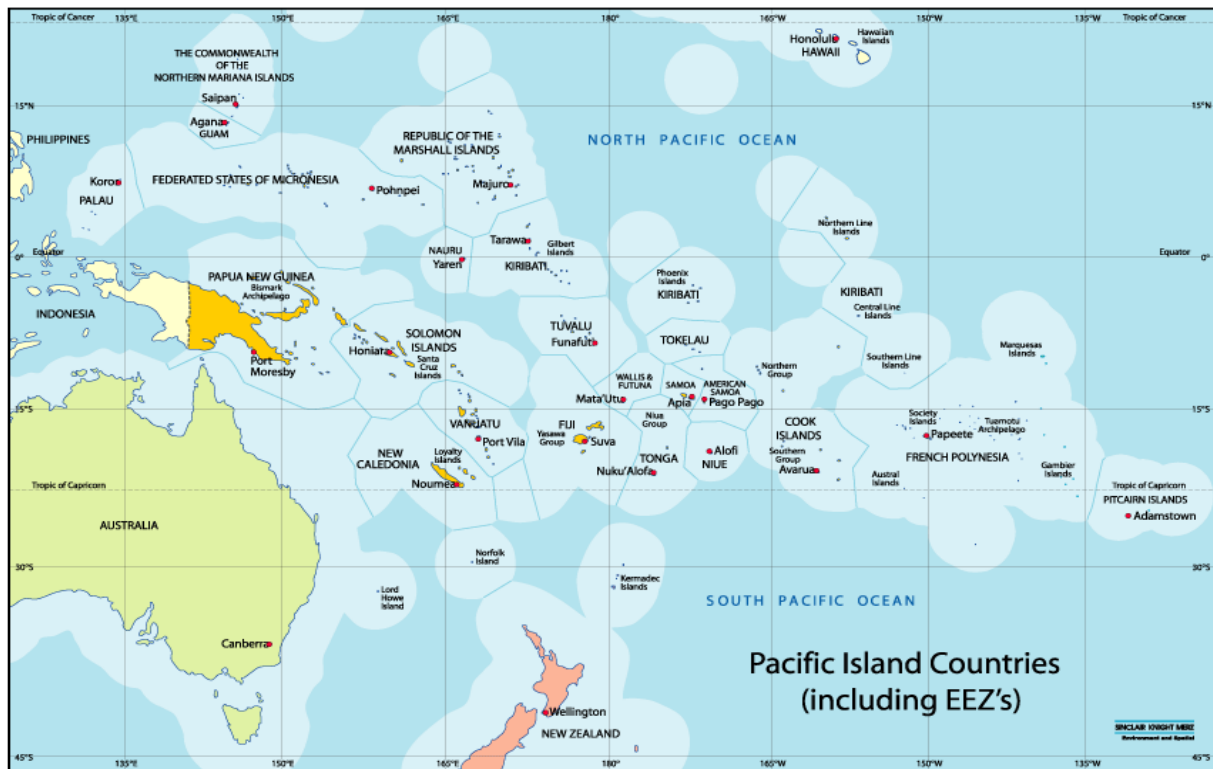 Tropic of Cancer
135°E
150°E
165°E
180°
165°W
150°W
135°W
Tropic of Cancer
Honolulu
HAWAII
Hawaiian
Islands
THE COMMONWEALTH
OF THE
NORTHERN MARIANA ISLANDS
Saipan
15°N
15°N
Agana
GUAM
PHILIPPINES
REPUBLIC OF THE
MARSHALL ISLANDS
NORTH PACIFIC OCEAN
Koror
PALAU
FEDERATED STATES OF MICRONESIA
Pohnpei
Majuro
Northern Line
Islands
Tarawa
Gilbert
Islands
KIRIBATI
Equator
0°
NAURU
Yaren
Equator
0°
PAPUA NEW GUINEA
Bismark
Archipelago
Phoenix
Islands
KIRIBATI
KIRIBATI
Central Line
Islands
INDONESIA
SOLOMON
ISLANDS
Honiara
Santa
Cruz
Islands
TUVALU
Funafuti
TOKELAU
Port
Moresby
Southern Line
Islands
Marquesas
Islands
Northern
Group
WALLIS &
FUTUNA
Mata'Utu
SAMOA
Apia
AMERICAN
SAMOA
Pago Pago
15°S
15°S
Niua
Group
VANUATU
Port Vila
FIJI
Yasawa
Group
Suva
COOK
ISLANDS
Society
Islands
Papeete
Tuamotu
Archipelago
NEW
CALEDONIA
Loyalty
Islands
Noumea
TONGA
Nuku'Alofa
Alofi
NIUE
Southern
Group
Avarua
FRENCH POLYNESIA
Austral
Islands
Gambier
Islands
Tropic of Capricorn
Tropic of Capricorn
PITCAIRN ISLANDS
Adamstown
AUSTRALIA
Norfolk
Island
30°S
30°S
Lord
Howe
Island
Kermadec
Islands
SOUTH PACIFIC OCEAN
Canberra
Pacific Island Countries
(including EEZ's)
Wellington
NEW ZEALAND
SINCLAIR KNIGHT MERZ
Environment and Spatial
45°S
135°E
150°E
165°E
180°
165°W
150°W
135°W
45°S